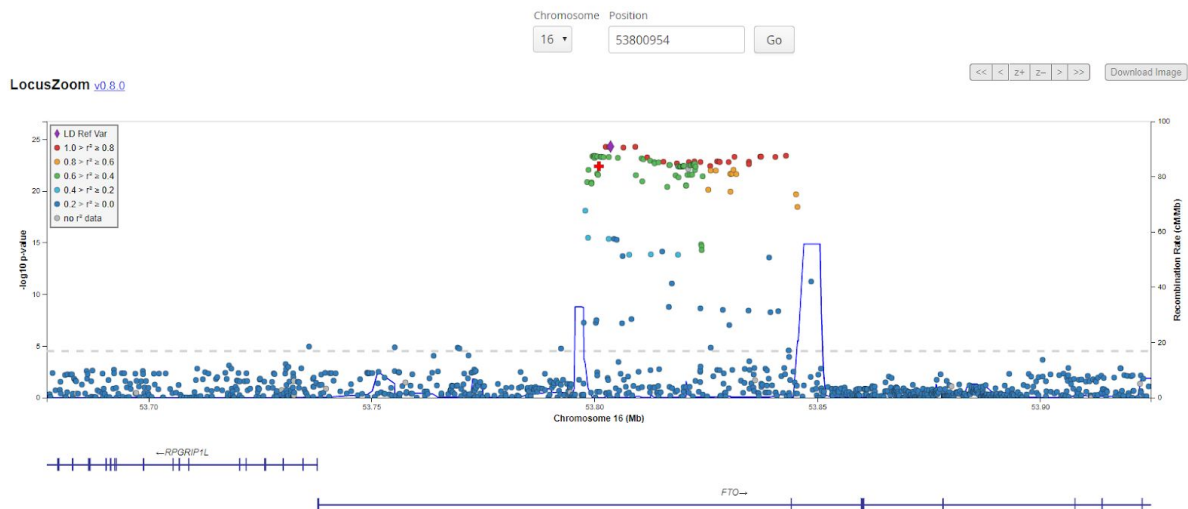 Chromosome Position
16 53800954 Go
<< < z+ z− > >> Download Image
LocusZoom v0.8.0
LD Ref Var
1.0 > r² ≥ 0.8
0.8 > r² ≥ 0.6
0.6 > r² ≥ 0.4
0.4 > r² ≥ 0.2
0.2 > r² ≥ 0.0
no r² data
-log10 p-value
25
20
15
10
5
0
100
80
60
40
20
0
Recombination Rate (cM/Mb)
53.70 53.75 53.80 53.85 53.90
Chromosome 16 (Mb)
←RPGRIP1L
FTO→